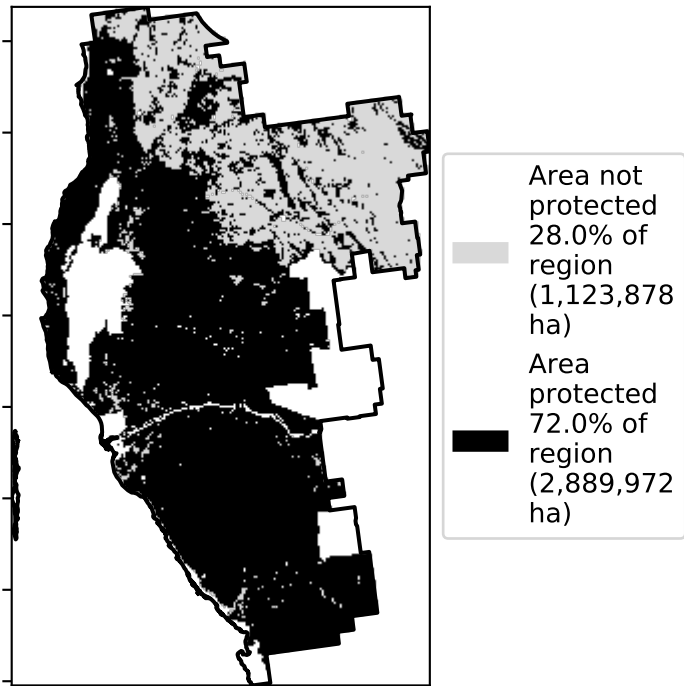 Area not
protected
28.0% of
region
(1,123,878
ha)
Area
protected
72.0% of
region
(2,889,972
ha)